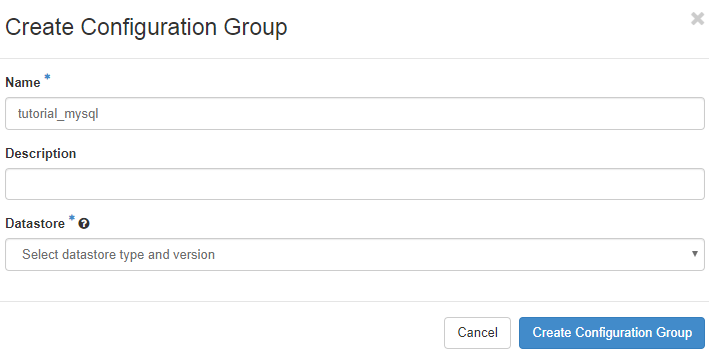 Create Configuration Group
Name *
tutorial_mysql
Description
Datastore *
Select datastore type and version
Cancel Create Configuration Group